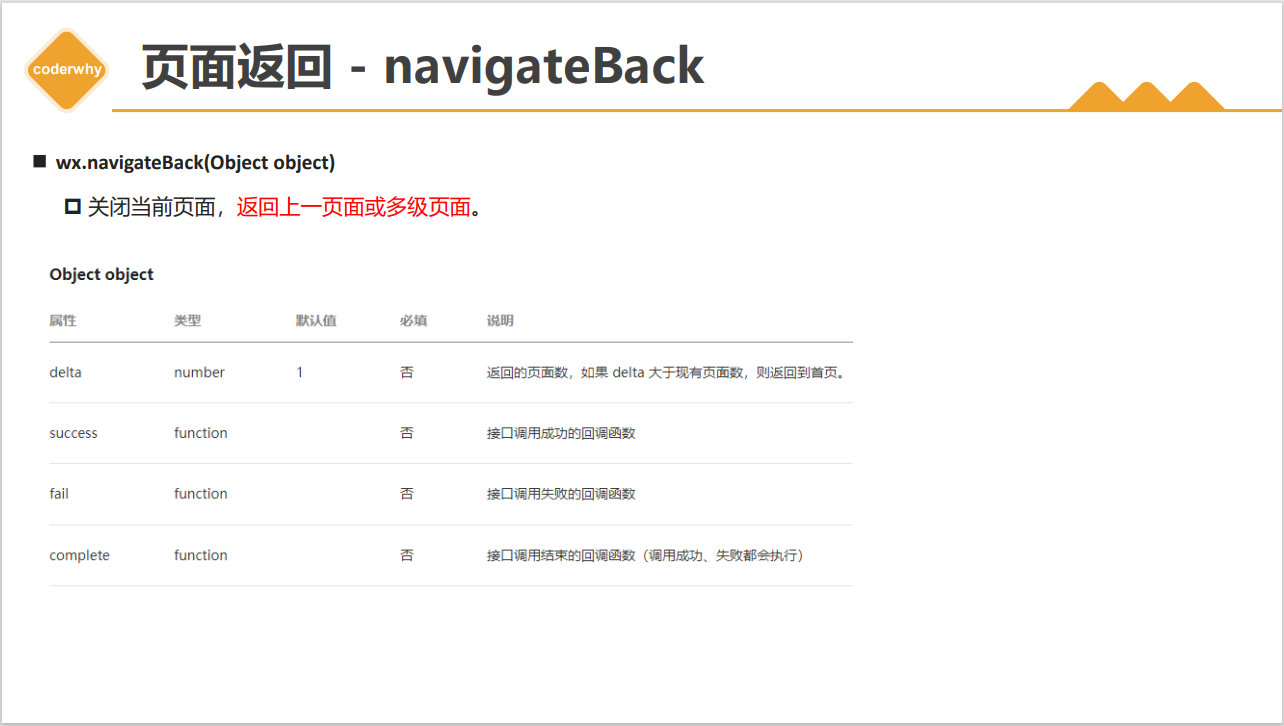 coderwhy
页面返回 - navigateBack
wx.navigateBack(Object object)
关闭当前页面，返回上一页面或多级页面。
Object object
属性 类型 默认值 必填 说明
delta number 1 否 返回的页面数，如果 delta 大于现有页面数，则返回到首页。
success function 否 接口调用成功的回调函数
fail function 否 接口调用失败的回调函数
complete function 否 接口调用结束的回调函数（调用成功、失败都会执行）